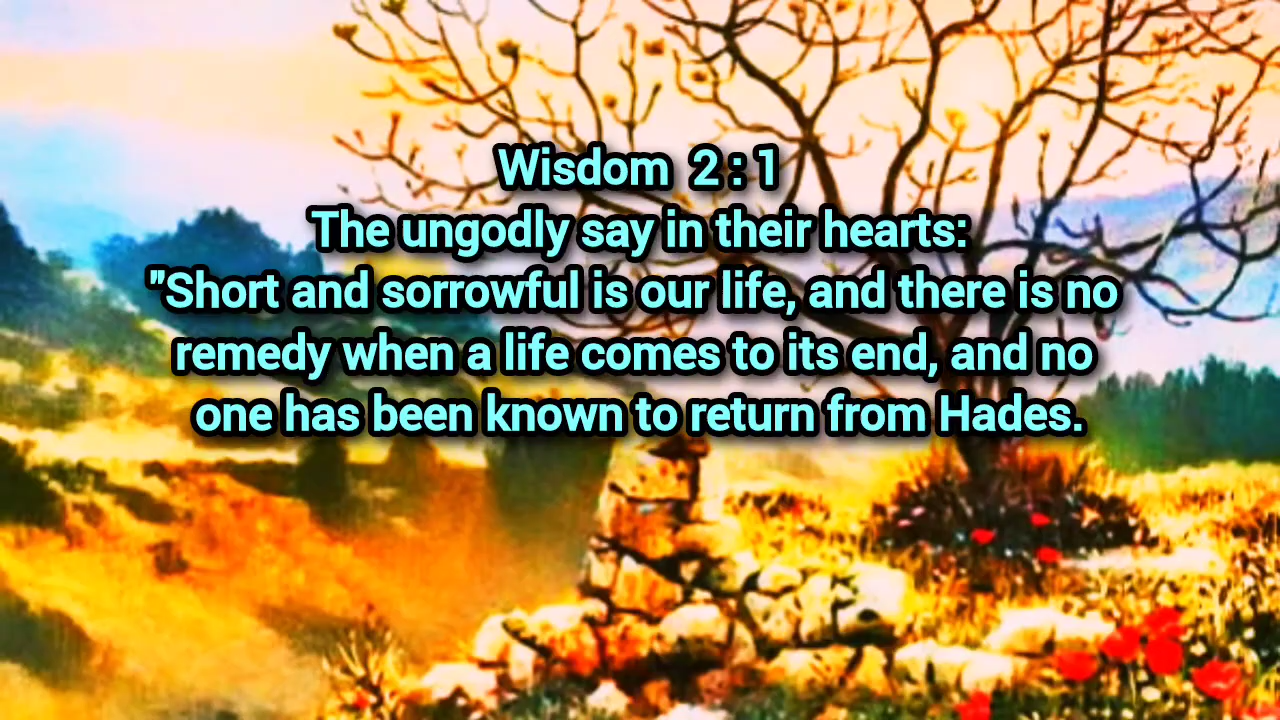 Wisdom 2 : 1
The ungodly say in their hearts:
"Short and sorrowful is our life, and there is no
remedy when a life comes to its end, and no
one has been known to return from Hades.